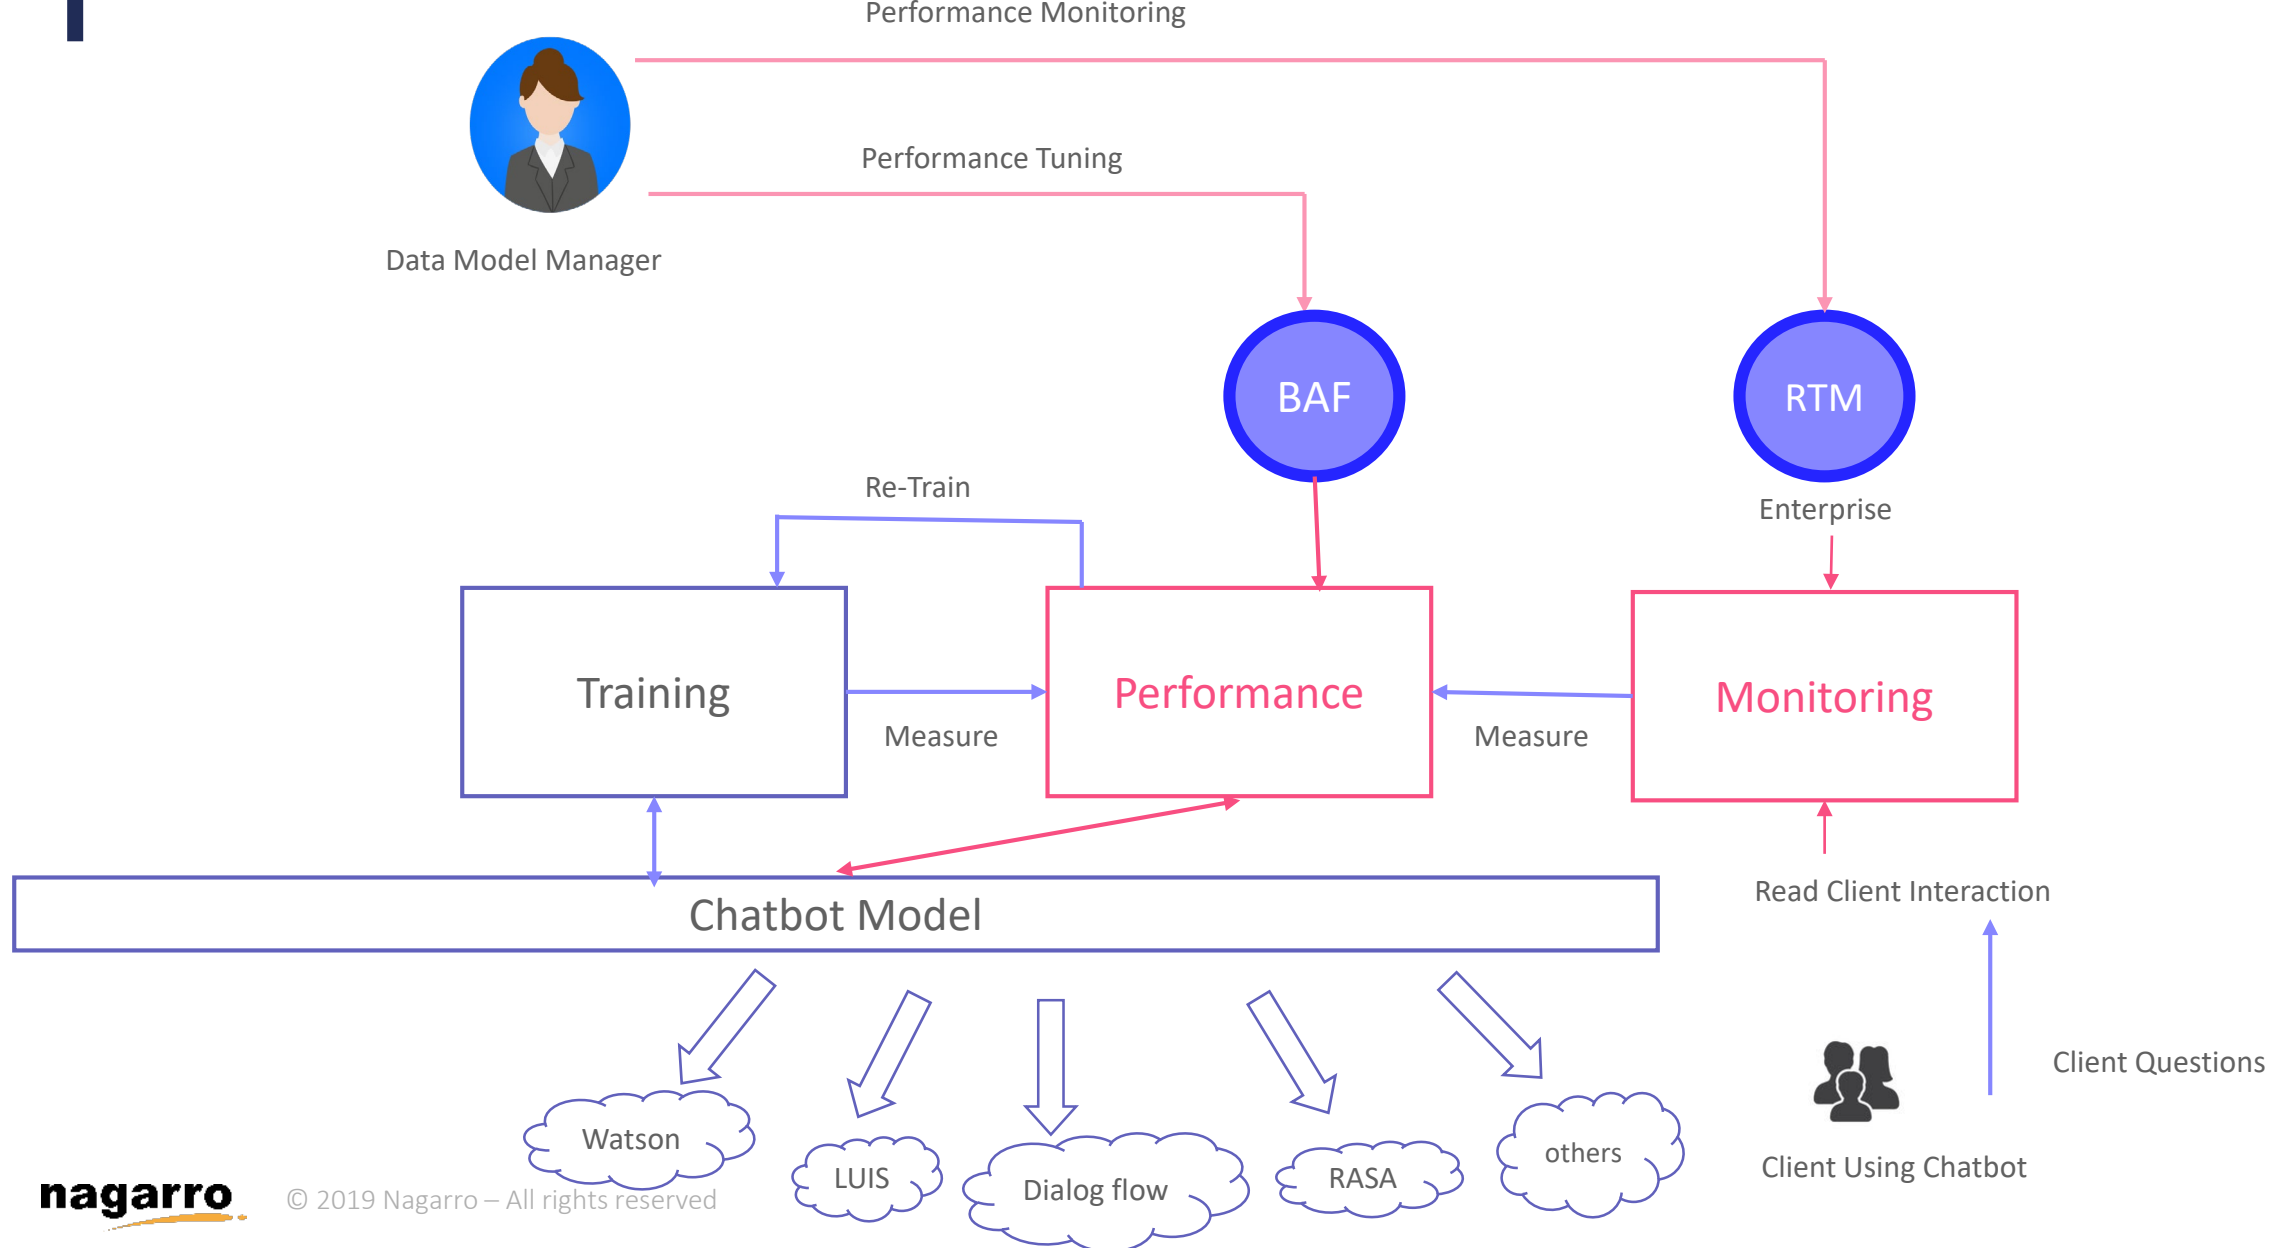 Performance Monitoring
Performance Tuning
Data Model Manager
BAF
RTM
Re-Train
Enterprise
Training
Performance
Monitoring
Measure
Measure
Chatbot Model
Read Client Interaction
Client Questions
Watson
LUIS
Dialog flow
RASA
others
Client Using Chatbot
nagarro
© 2019 Nagarro – All rights reserved